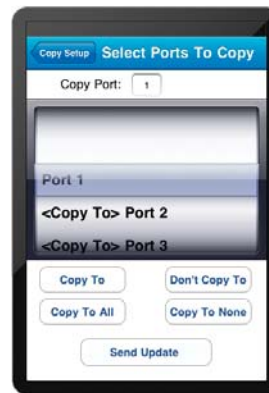 Copy Setup Select Ports To Copy
Copy Port: 1
Port 1
<Copy To> Port 2
<Copy To> Port 3
Copy To Don't Copy To
Copy To All Copy To None
Send Update